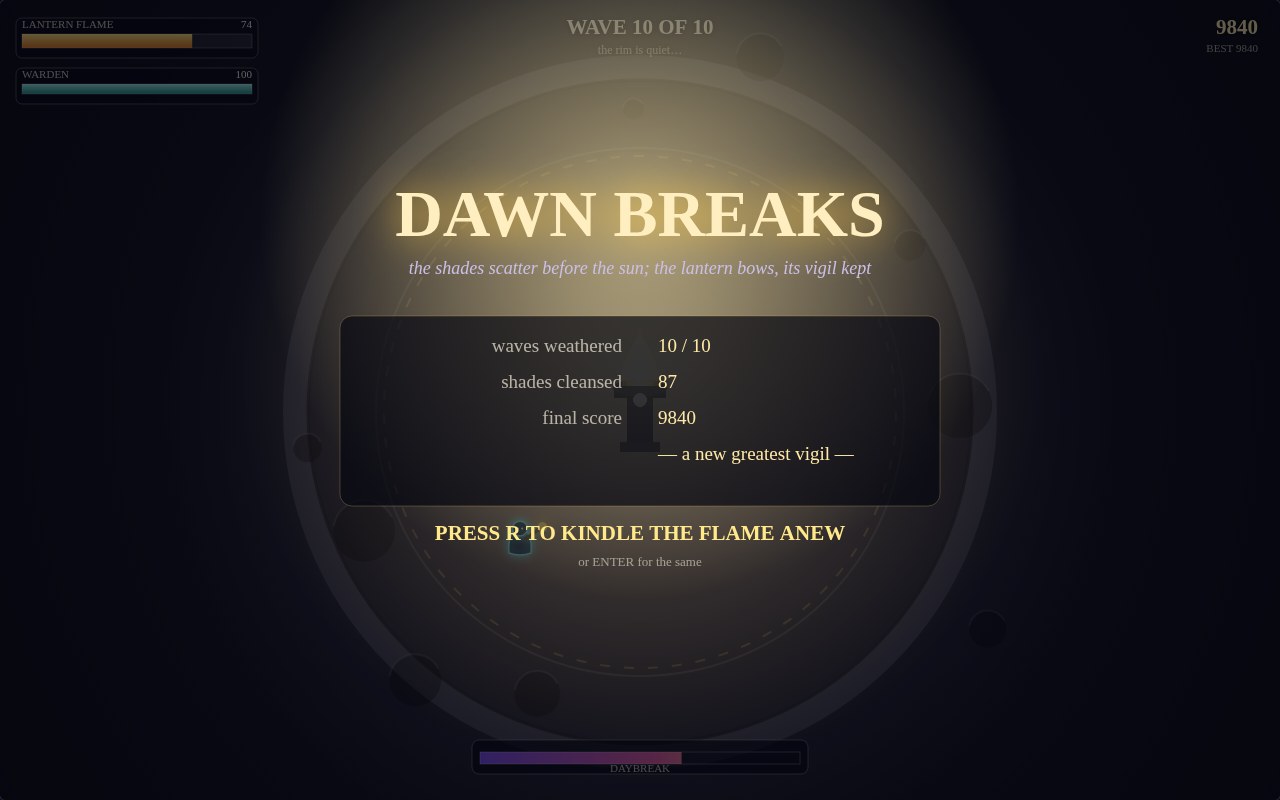 LANTERN FLAME 74
WARDEN 100
WAVE 10 OF 10
the rim is quiet...
9840
BEST 9840
DAWN BREAKS
the shades scatter before the sun; the lantern bows, its vigil kept
waves weathered 10 / 10
shades cleansed 87
final score 9840
— a new greatest vigil —
PRESS R TO KINDLE THE FLAME ANEW
or ENTER for the same
DAYBREAK